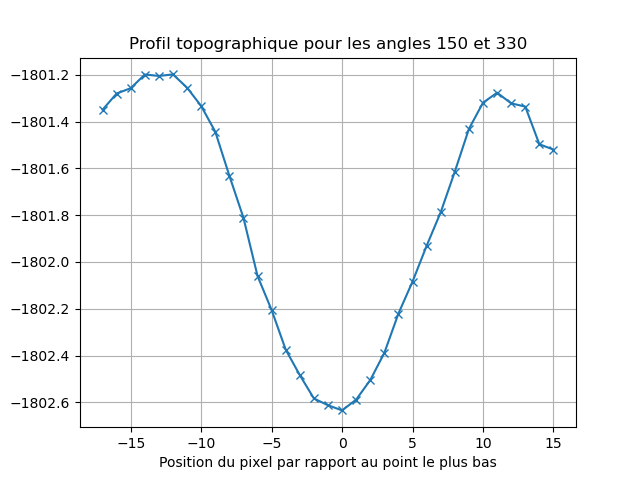 Profil topographique pour les angles 150 et 330
−1801.2
−1801.4
−1801.6
−1801.8
−1802.0
−1802.2
−1802.4
−1802.6
−15 −10 −5 0 5 10 15
Position du pixel par rapport au point le plus bas